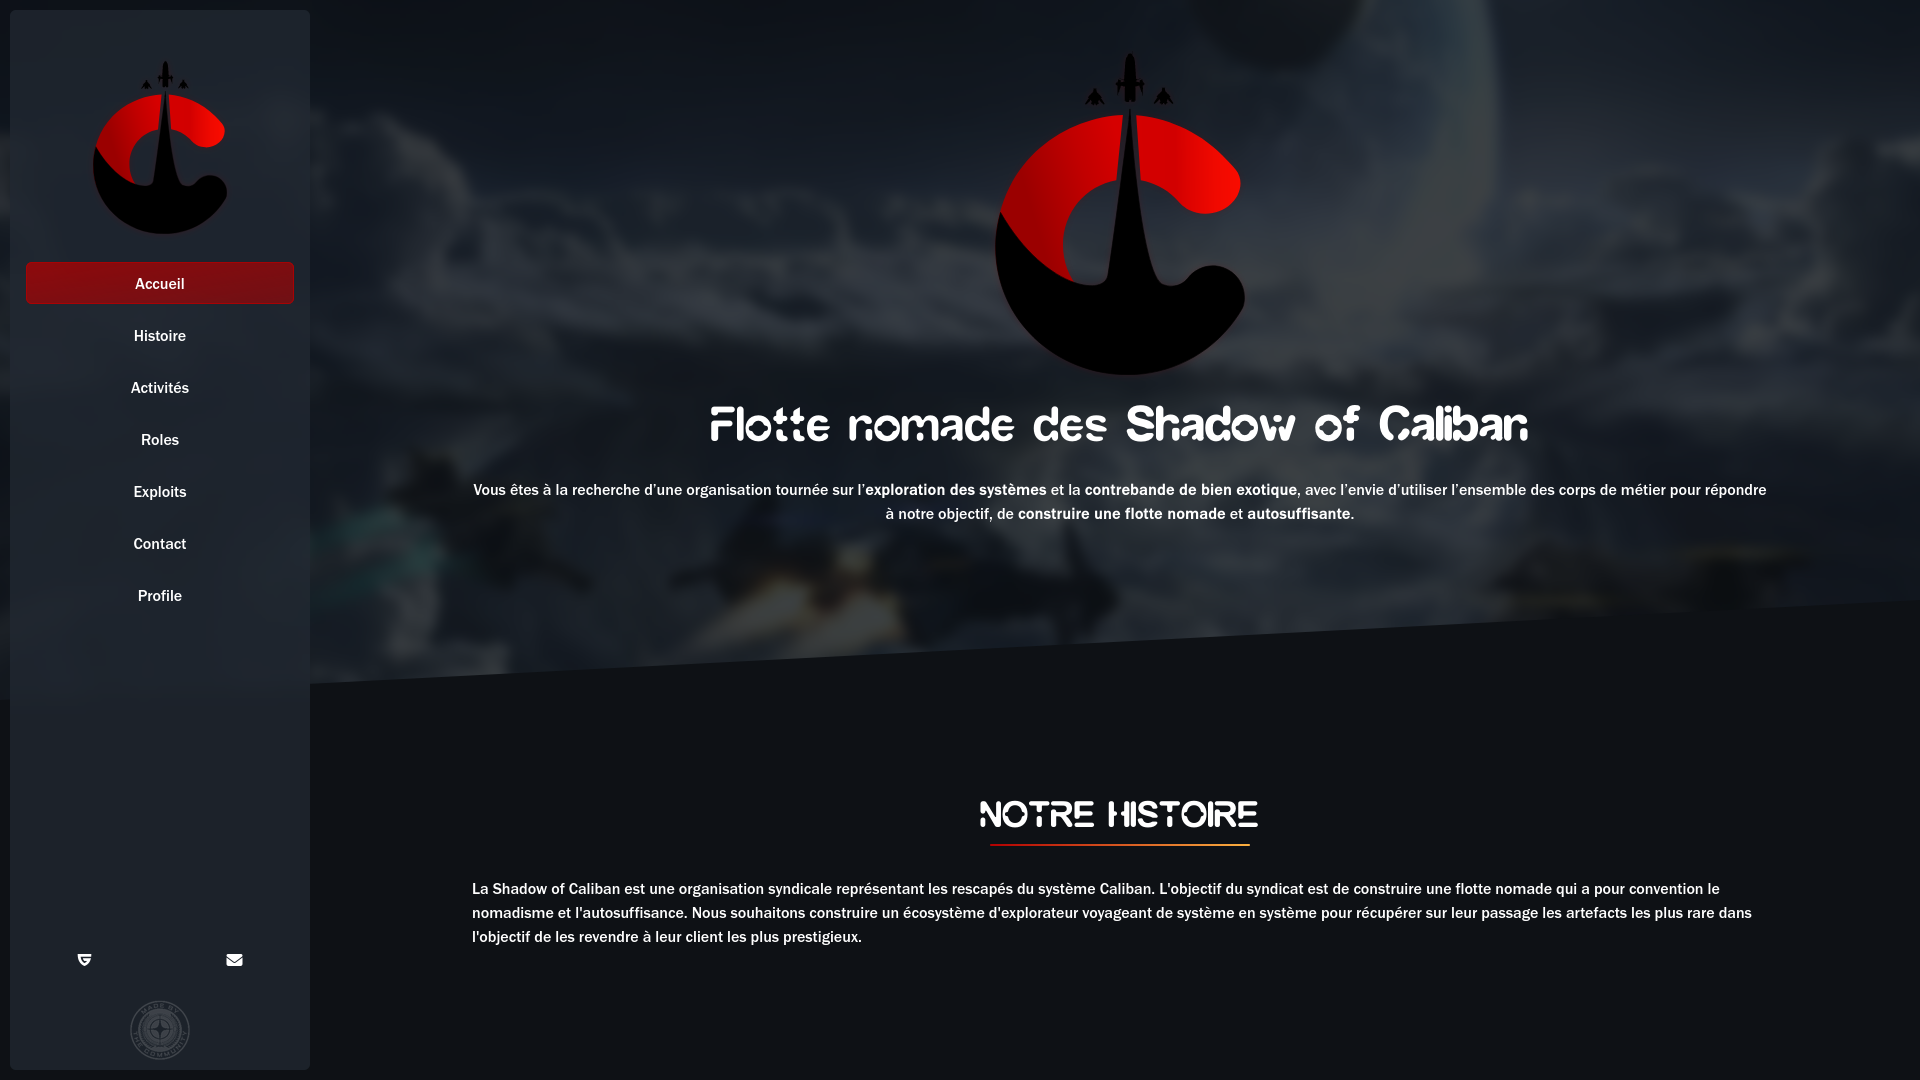 Accueil
Histoire
Activités
Roles
Exploits
Contact
Profile
MADE BY
THE COMMUNITY
Flotte nomade des Shadow of Caliban
Vous êtes à la recherche d’une organisation tournée sur l’exploration des systèmes et la contrebande de bien exotique, avec l’envie d’utiliser l’ensemble des corps de métier pour répondre
à notre objectif, de construire une flotte nomade et autosuffisante.
NOTRE HISTOIRE
La Shadow of Caliban est une organisation syndicale représentant les rescapés du système Caliban. L'objectif du syndicat est de construire une flotte nomade qui a pour convention le
nomadisme et l'autosuffisance. Nous souhaitons construire un écosystème d'explorateur voyageant de système en système pour récupérer sur leur passage les artefacts les plus rare dans
l'objectif de les revendre à leur client les plus prestigieux.